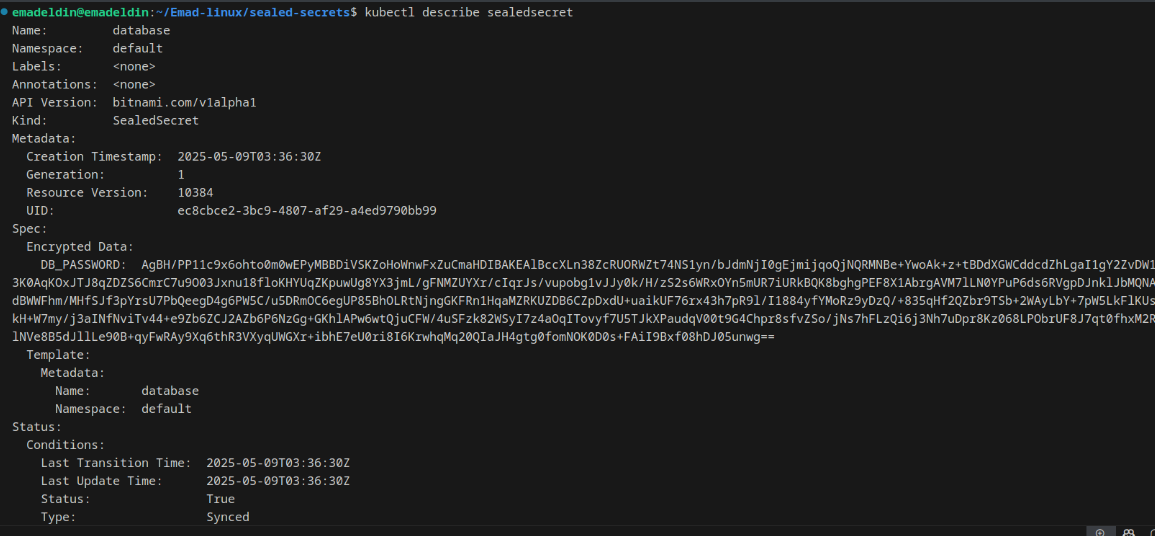 emadeldin@emadeldin:~/Emad-linux/sealed-secrets$ kubectl describe sealedsecret
Name:         database
Namespace:    default
Labels:       <none>
Annotations:  <none>
API Version:  bitnami.com/v1alpha1
Kind:         SealedSecret
Metadata:
  Creation Timestamp:  2025-05-09T03:36:30Z
  Generation:          1
  Resource Version:    10384
  UID:                 ec8cbce2-3bc9-4807-af29-a4ed9790bb99
Spec:
  Encrypted Data:
    DB_PASSWORD:  AgBH/PP11c9x6ohto0m0wEPyMBBDiVSKZoHoWnwFxZuCmaHDIBAKEAlBccXLn38ZcRUORWZt74NS1yn/bJdmNjI0gEjmijqoQjNQRMNBe+YwoAk+z+tBDdXGWCddcdZhLgaI1gY2ZvDW1
3K0AqKOxJTJ8qZDZS6CmrC7u9O03Jxnu18floKHYUqZKpuwUg8YX3jmL/gFNMZUYXr/cIqrJs/vupobg1vJJy0k/H/zS2s6WRxOYn5mUR7iURkBQK8bghgPEF8X1AbrgAVM7lLN0YPuP6ds6RVgpDJnklJbMQNA
dBWWFhm/MHfSJf3pYrsU7PbQeegD4g6PW5C/u5DRmOC6egUP85BhOLRtNjngGKFRn1HqaMZRKUZDB6CZpDxdU+uaikUF76rx43h7pR9l/I1884yfYMoRz9yDzQ/+835qHf2QZbr9TSb+2WAyLbY+7pW5LkFlKUs
kH+W7my/j3aINfNviTv44+e9Zb6ZCJ2AZb6P6NzGg+GKhlAPw6wtQjuCFW/4uSFzk82WSyI7z4aOqITovyf7U5TJkXPaudqV00t9G4Chpr8sfvZSo/jNs7hFLzQi6j3Nh7uDpr8Kz068LPObrUF8J7qt0fhxM2R
lNVe8B5dJllLe90B+qyFwRAy9Xq6thR3VXyqUWGXr+ibhE7eU0ri8I6KrwhqMq20QIaJH4gtg0fomNOK0D0s+FAiI9Bxf08hDJ05unwg==
  Template:
    Metadata:
      Name:       database
      Namespace:  default
Status:
  Conditions:
    Last Transition Time:  2025-05-09T03:36:30Z
    Last Update Time:      2025-05-09T03:36:30Z
    Status:                True
    Type:                  Synced